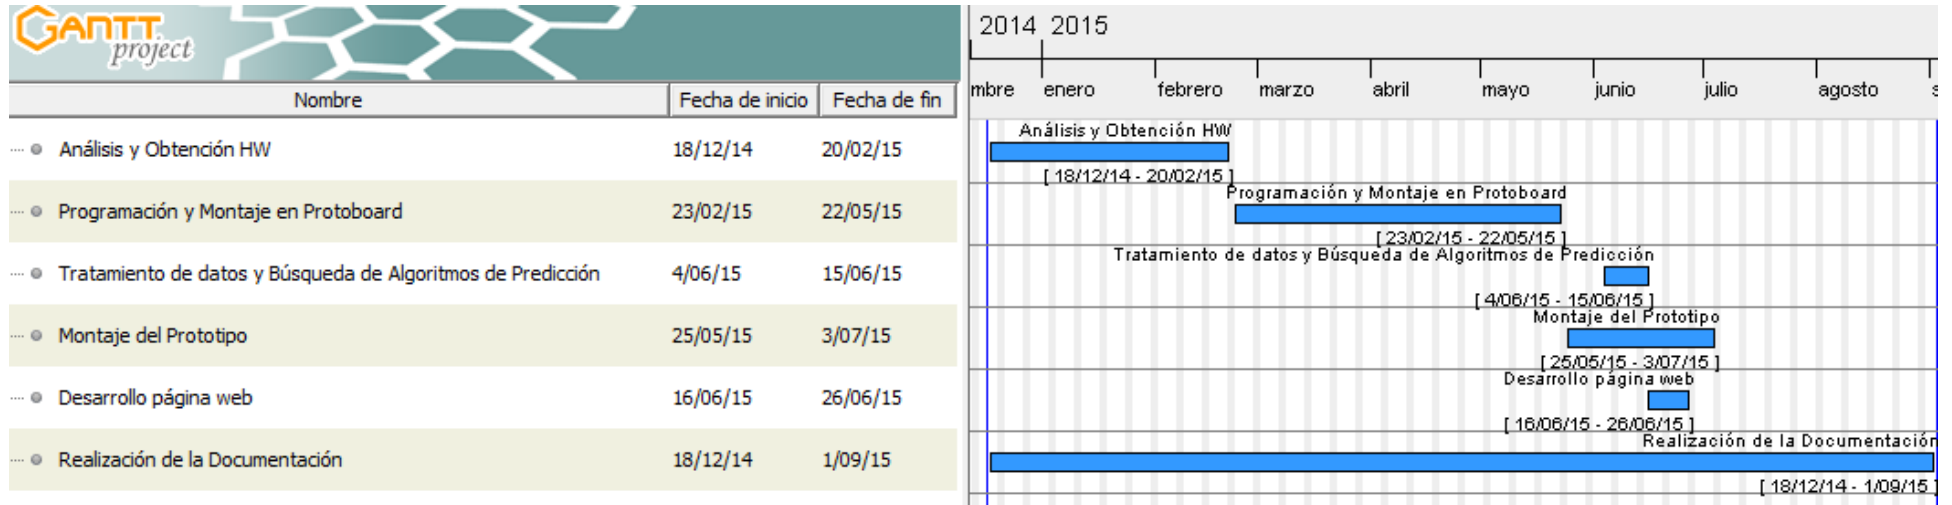 GANTT
project
Nombre Fecha de inicio Fecha de fin
Análisis y Obtención HW 18/12/14 20/02/15
Programación y Montaje en Protoboard 23/02/15 22/05/15
Tratamiento de datos y Búsqueda de Algoritmos de Predicción 4/06/15 15/06/15
Montaje del Prototipo 25/05/15 3/07/15
Desarrollo página web 16/06/15 26/06/15
Realización de la Documentación 18/12/14 1/09/15
2014 2015
mbre enero febrero marzo abril mayo junio julio agosto s
Análisis y Obtención HW
[ 18/12/14 - 20/02/15 ]
Programación y Montaje en Protoboard
[ 23/02/15 - 22/05/15 ]
Tratamiento de datos y Búsqueda de Algoritmos de Predicción
[ 4/06/15 - 15/06/15 ]
Montaje del Prototipo
[ 25/05/15 - 3/07/15 ]
Desarrollo página web
[ 16/06/15 - 26/06/15 ]
Realización de la Documentación
[ 18/12/14 - 1/09/15 ]